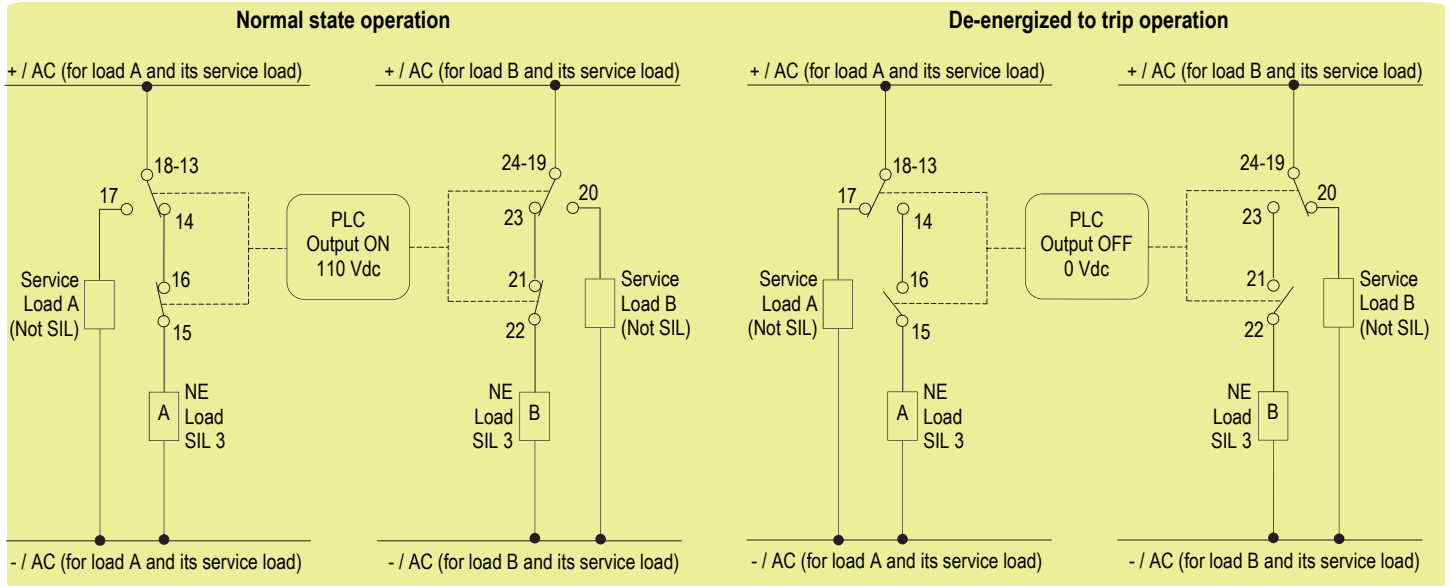 Normal state operation
+ / AC (for load A and its service load)
+ / AC (for load B and its service load)
18-13
24-19
17
14
23
20
PLC
Output ON
110 Vdc
16
21
Service
Load A
(Not SIL)
Service
Load B
(Not SIL)
15
22
A
NE
Load
SIL 3
NE
Load
SIL 3
B
- / AC (for load A and its service load)
- / AC (for load B and its service load)
De-energized to trip operation
+ / AC (for load A and its service load)
+ / AC (for load B and its service load)
18-13
24-19
17
14
23
20
PLC
Output OFF
0 Vdc
16
21
Service
Load A
(Not SIL)
Service
Load B
(Not SIL)
15
22
A
NE
Load
SIL 3
NE
Load
SIL 3
B
- / AC (for load A and its service load)
- / AC (for load B and its service load)